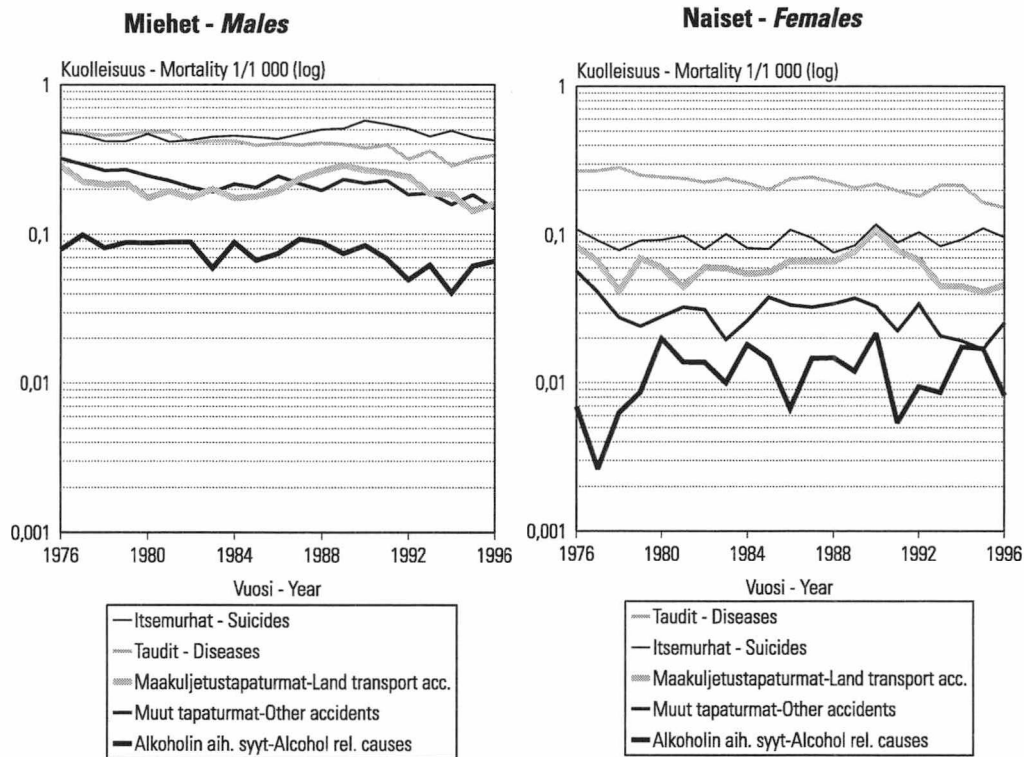 Miehet - Males
Kuolleisuus - Mortality 1/1 000 (log)
1
0,1
0,01
0,001
1976 1980 1984 1988 1992 1996
Vuosi - Year
Itsemurhat - Suicides
Taudit - Diseases
Maakuljetustapaturmat-Land transport acc.
Muut tapaturmat-Other accidents
Alkoholin aih. syyt-Alcohol rel. causes
Naiset - Females
Kuolleisuus - Mortality 1/1 000 (log)
1
0,1
0,01
0,001
1976 1980 1984 1988 1992 1996
Vuosi - Year
Taudit - Diseases
Itsemurhat - Suicides
Maakuljetustapaturmat-Land transport acc.
Muut tapaturmat-Other accidents
Alkoholin aih. syyt-Alcohol rel. causes